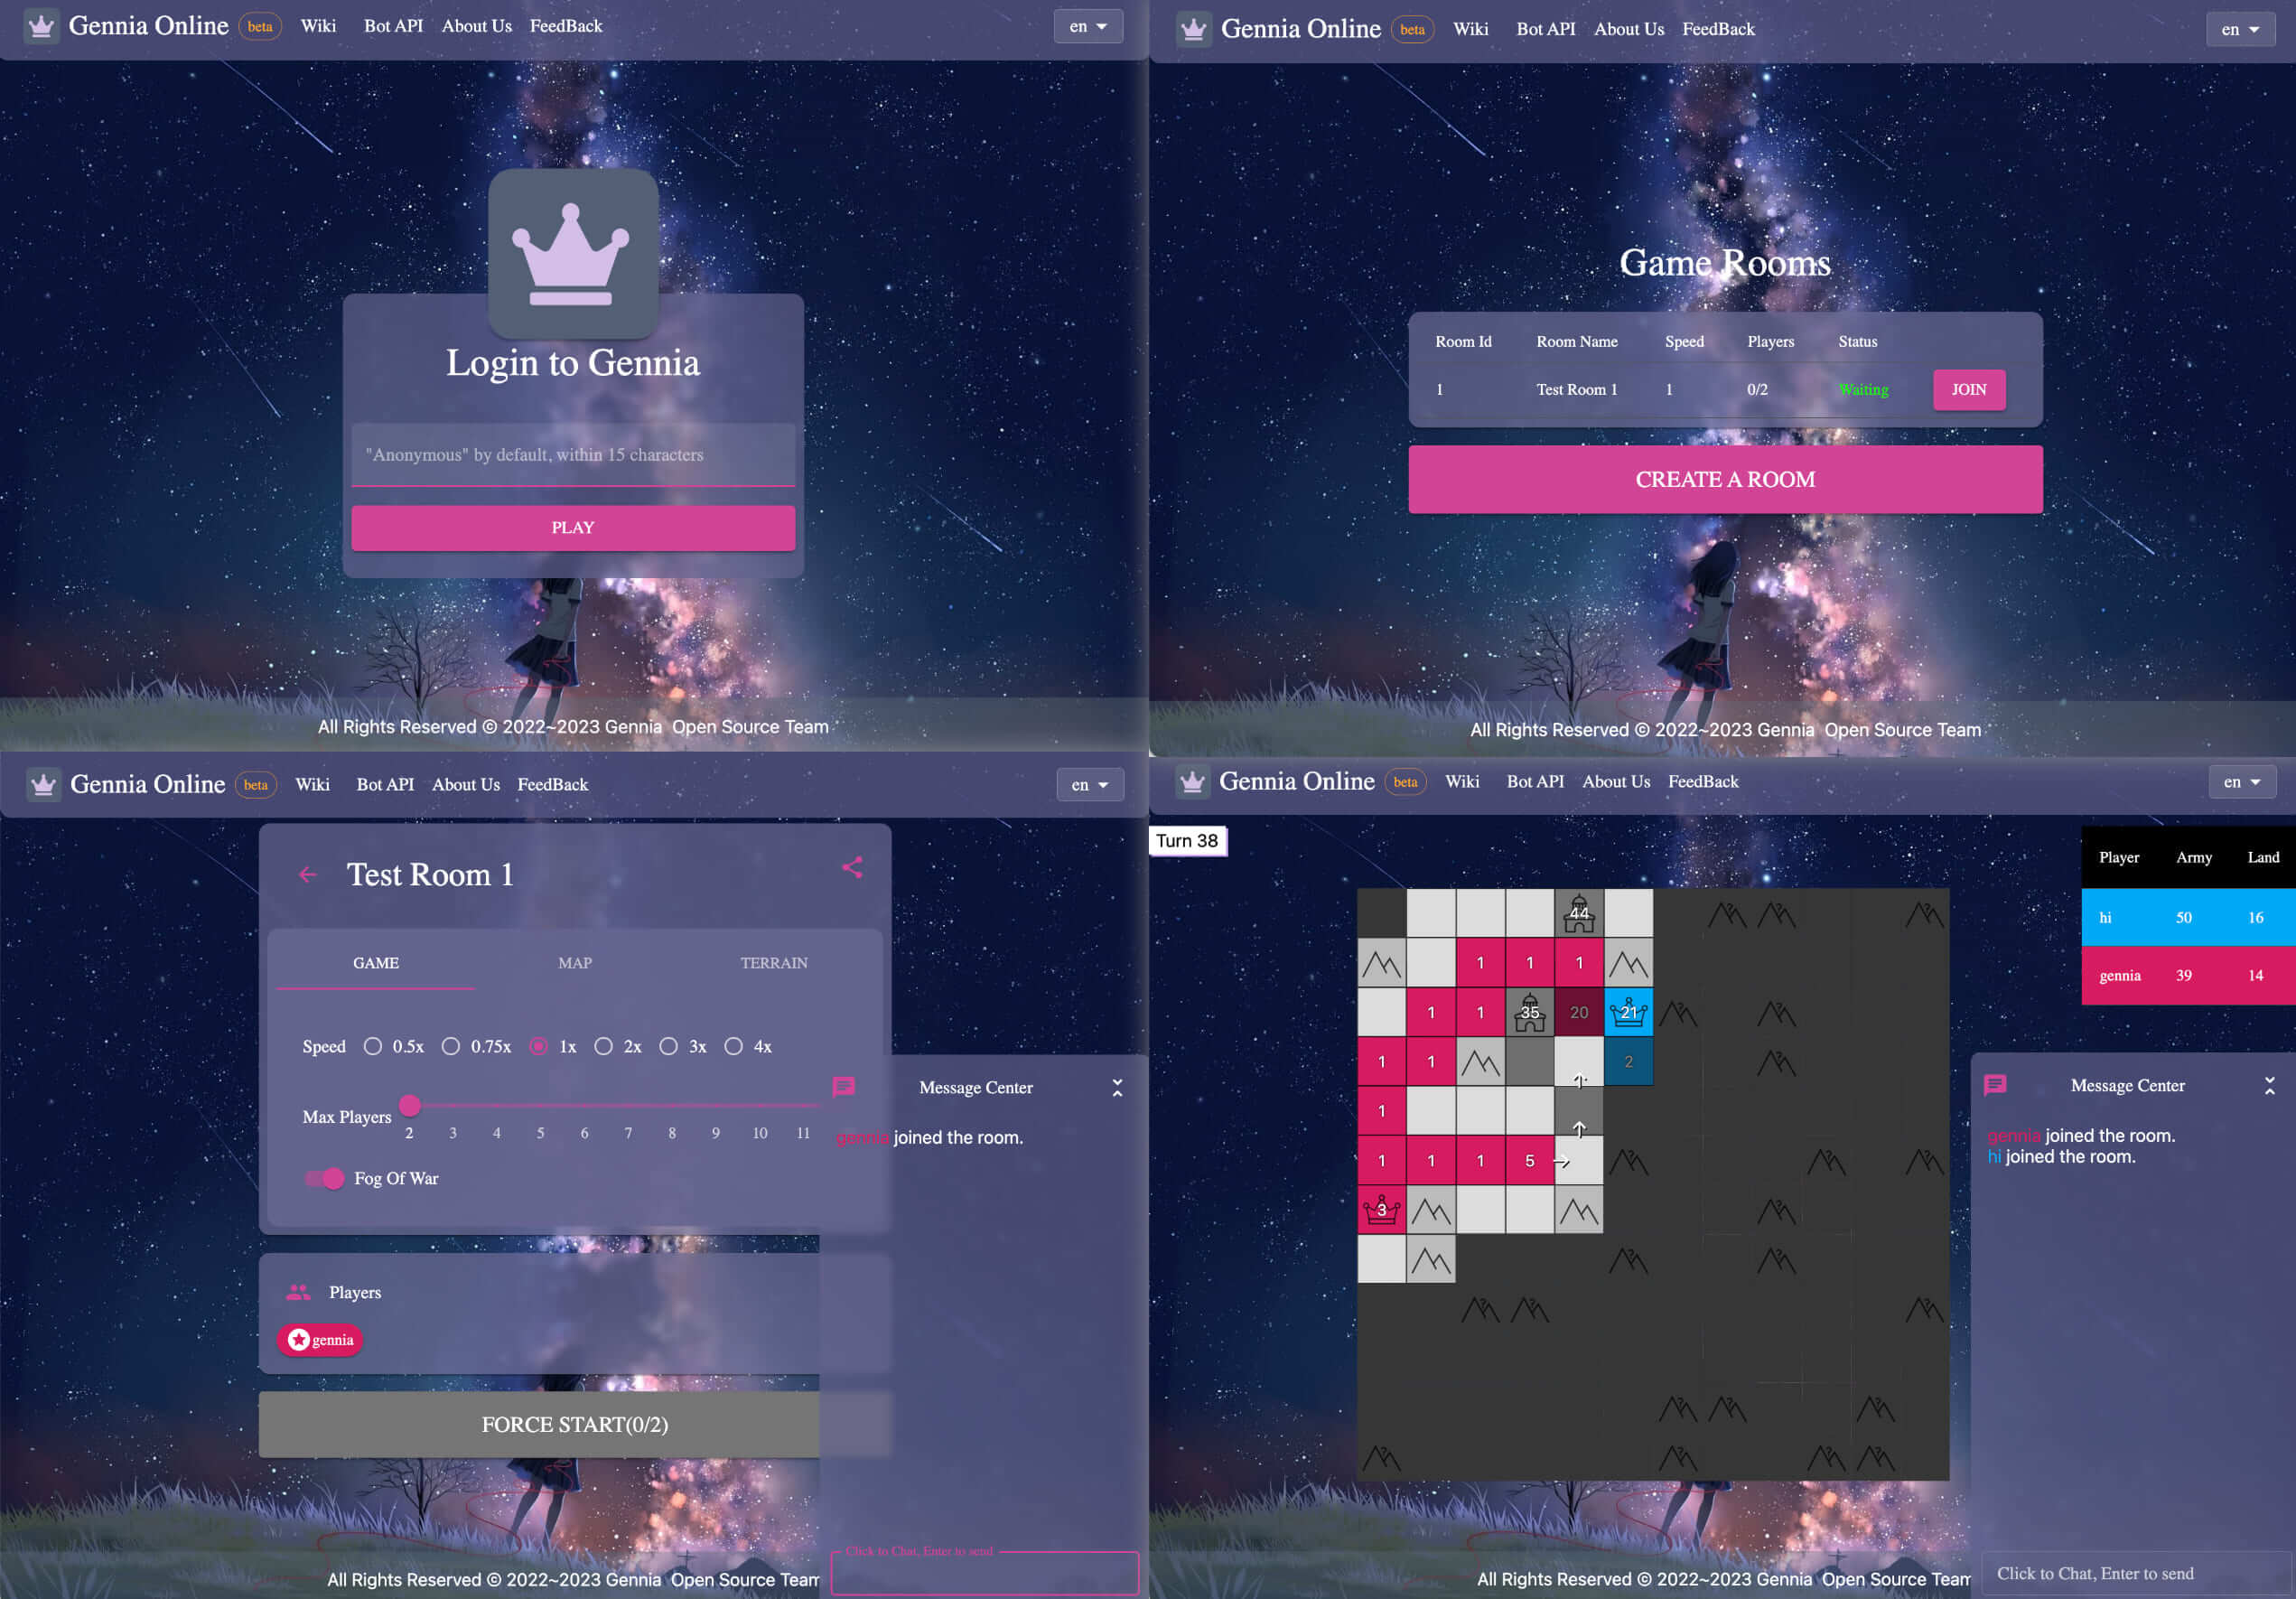 Gennia Online beta Wiki Bot API About Us FeedBack en
Login to Gennia
"Anonymous" by default, within 15 characters
PLAY
All Rights Reserved © 2022~2023 Gennia Open Source Team
Gennia Online beta Wiki Bot API About Us FeedBack en
Game Rooms
Room Id Room Name Speed Players Status
1 Test Room 1 1 0/2 Waiting JOIN
CREATE A ROOM
All Rights Reserved © 2022~2023 Gennia Open Source Team
Gennia Online beta Wiki Bot API About Us FeedBack en
Test Room 1
GAME MAP TERRAIN
Speed 0.5x 0.75x 1x 2x 3x 4x
Max Players
2 3 4 5 6 7 8 9 10 11
Fog Of War
Players
gennia
FORCE START(0/2)
Message Center
gennia joined the room.
Click to Chat, Enter to send
All Rights Reserved © 2022~2023 Gennia Open Source Team
Gennia Online beta Wiki Bot API About Us FeedBack en
Turn 38
44
1 1 1
1 1 35 20 21
1 1 2
1
1 1 1 5
3
Player Army Land
hi 50 16
gennia 39 14
Message Center
gennia joined the room.
hi joined the room.
Click to Chat, Enter to send
All Rights Reserved © 2022~2023 Gennia Open Source Team